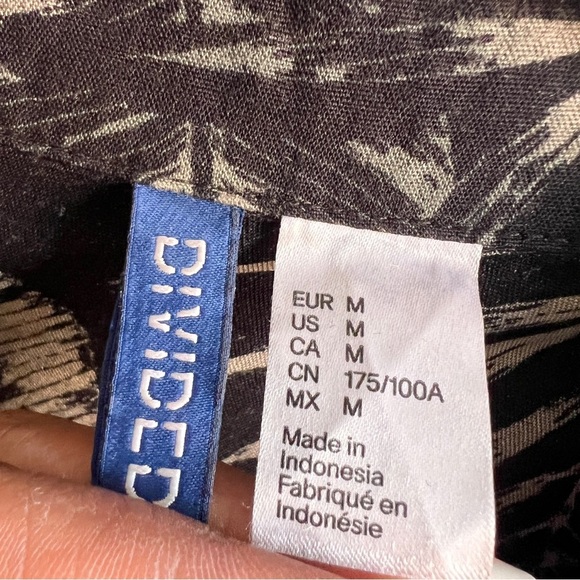 DIVIDED
EUR M
US M
CA M
CN 175/100A
MX M
Made in
Indonesia
Fabriqué en
Indonésie